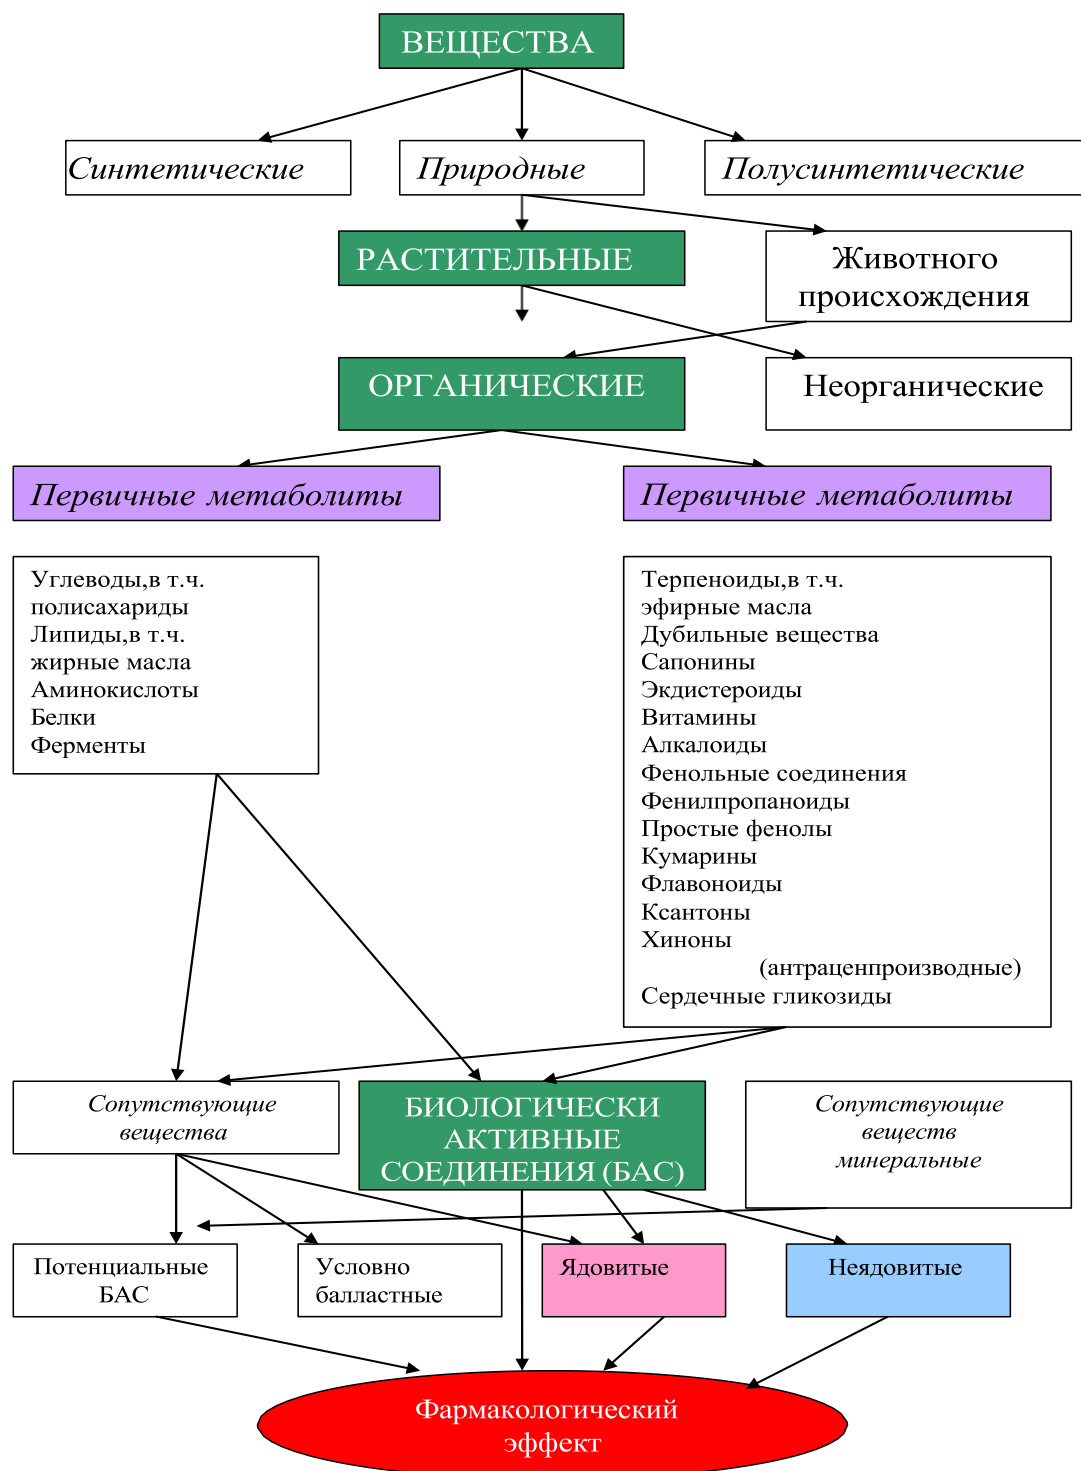 ВЕЩЕСТВА
Синтетические
Природные
Полусинтетические
РАСТИТЕЛЬНЫЕ
Животного
происхождения
ОРГАНИЧЕСКИЕ
Неорганические
Первичные метаболиты
Первичные метаболиты
Углеводы,в т.ч.
полисахариды
Липиды,в т.ч.
жирные масла
Аминокислоты
Белки
Ферменты
Терпеноиды,в т.ч.
эфирные масла
Дубильные вещества
Сапонины
Экдистероиды
Витамины
Алкалоиды
Фенольные соединения
Фенилпропаноиды
Простые фенолы
Кумарины
Флавоноиды
Ксантоны
Хиноны
(антраценпроизводные)
Сердечные гликозиды
Сопутствующие
вещества
БИОЛОГИЧЕСКИ
АКТИВНЫЕ
СОЕДИНЕНИЯ (БАС)
Сопутствующие
веществ
минеральные
Потенциальные
БАС
Условно
балластные
Ядовитые
Неядовитые
Фармакологический
эффект